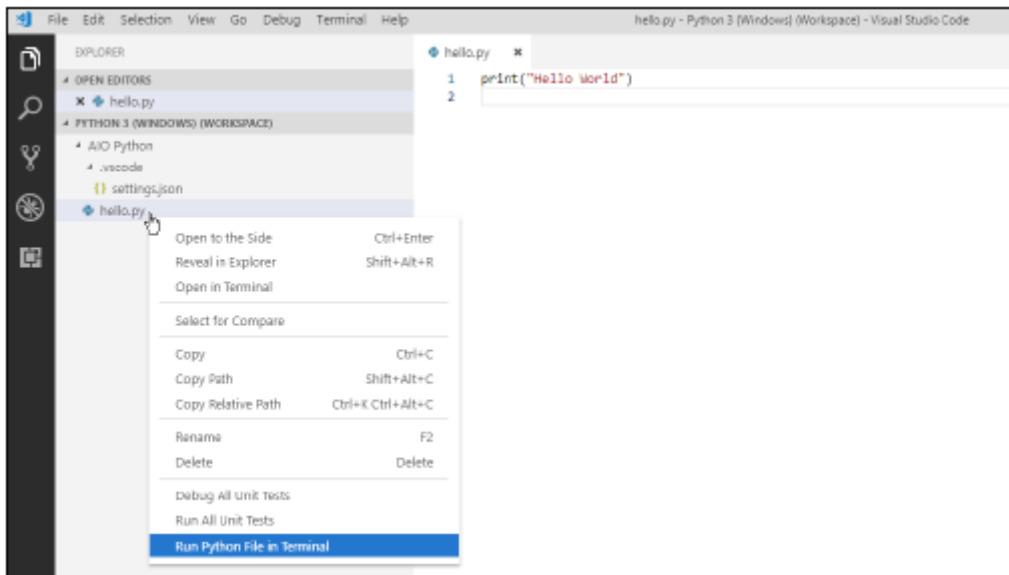 File Edit Selection View Go Debug Terminal Help hello.py - Python 3 (Windows) (Workspace) - Visual Studio Code
EXPLORER
OPEN EDITORS
hello.py
PYTHON 3 (WINDOWS) (WORKSPACE)
AIO Python
.vscode
{} settings.json
hello.py
hello.py
1 print("Hello World")
2
Open to the Side Ctrl+Enter
Reveal in Explorer Shift+Alt+R
Open in Terminal
Select for Compare
Copy Ctrl+C
Copy Path Shift+Alt+C
Copy Relative Path Ctrl+K Ctrl+Alt+C
Rename F2
Delete Delete
Debug All Unit Tests
Run All Unit Tests
Run Python File in Terminal